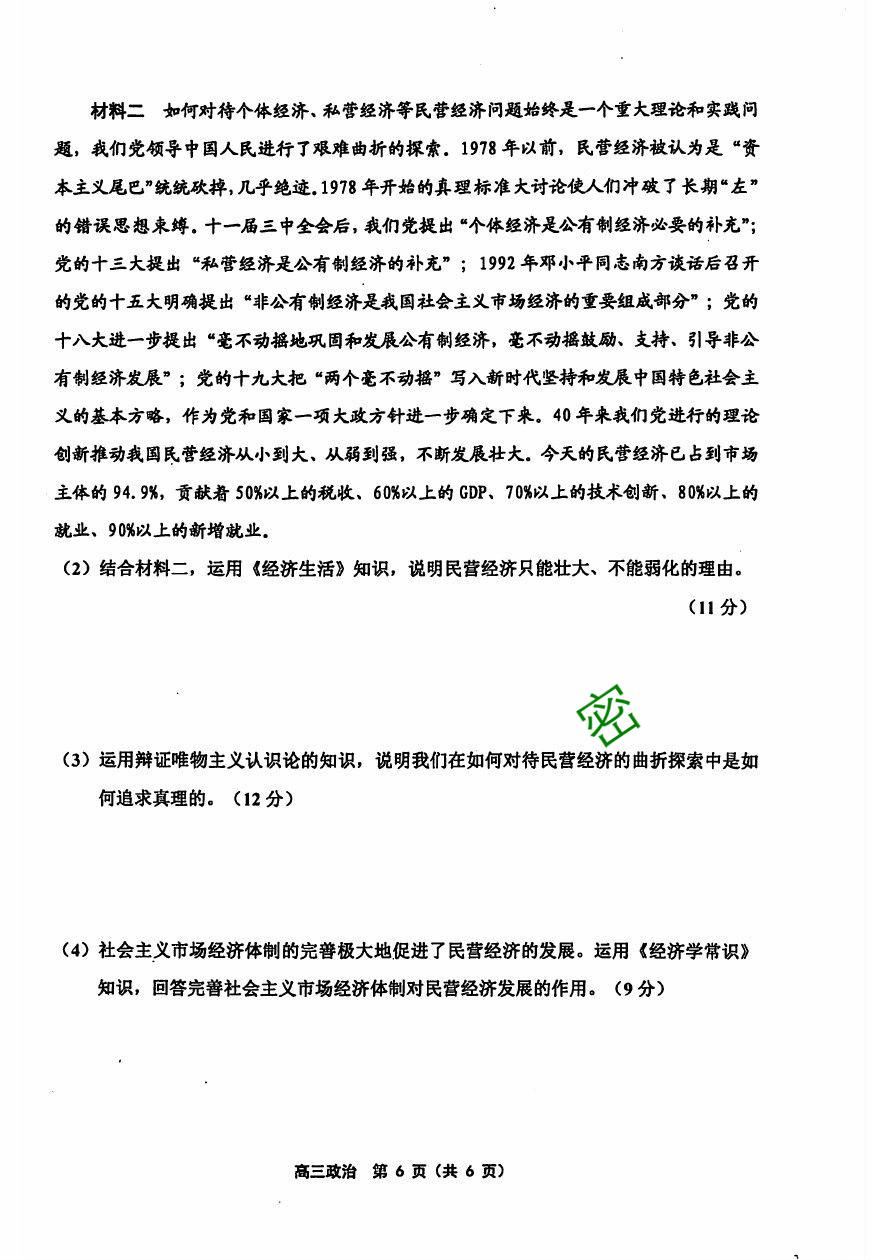 材料二 如何对待个体经济、私营经济等民营经济问题始终是一个重大理论和实践问
题，我们党领导中国人民进行了艰难曲折的探索。1978年以前，民营经济被认为是“资
本主义尾巴”统统砍掉，几乎绝迹。1978年开始的真理标准大讨论使人们冲破了长期“左”
的错误思想束缚。十一届三中全会后，我们党提出“个体经济是公有制经济必要的补充”；
党的十三大提出“私营经济是公有制经济的补充”；1992年邓小平同志南方谈话后召开
的党的十五大明确提出“非公有制经济是我国社会主义市场经济的重要组成部分”；党的
十八大进一步提出“毫不动摇地巩固和发展公有制经济，毫不动摇鼓励、支持、引导非公
有制经济发展”；党的十九大把“两个毫不动摇”写入新时代坚持和发展中国特色社会主
义的基本方略，作为党和国家一项大政方针进一步确定下来。40年来我们党进行的理论
创新推动我国民营经济从小到大、从弱到强，不断发展壮大。今天的民营经济已占到市场
主体的94.9%，贡献着50%以上的税收、60%以上的GDP、70%以上的技术创新、80%以上的
就业、90%以上的新增就业。
（2）结合材料二，运用《经济生活》知识，说明民营经济只能壮大、不能弱化的理由。
（11分）
密
（3）运用辩证唯物主义认识论的知识，说明我们在如何对待民营经济的曲折探索中是如
何追求真理的。（12分）
（4）社会主义市场经济体制的完善极大地促进了民营经济的发展。运用《经济学常识》
知识，回答完善社会主义市场经济体制对民营经济发展的作用。（9分）
高三政治 第 6 页（共 6 页）